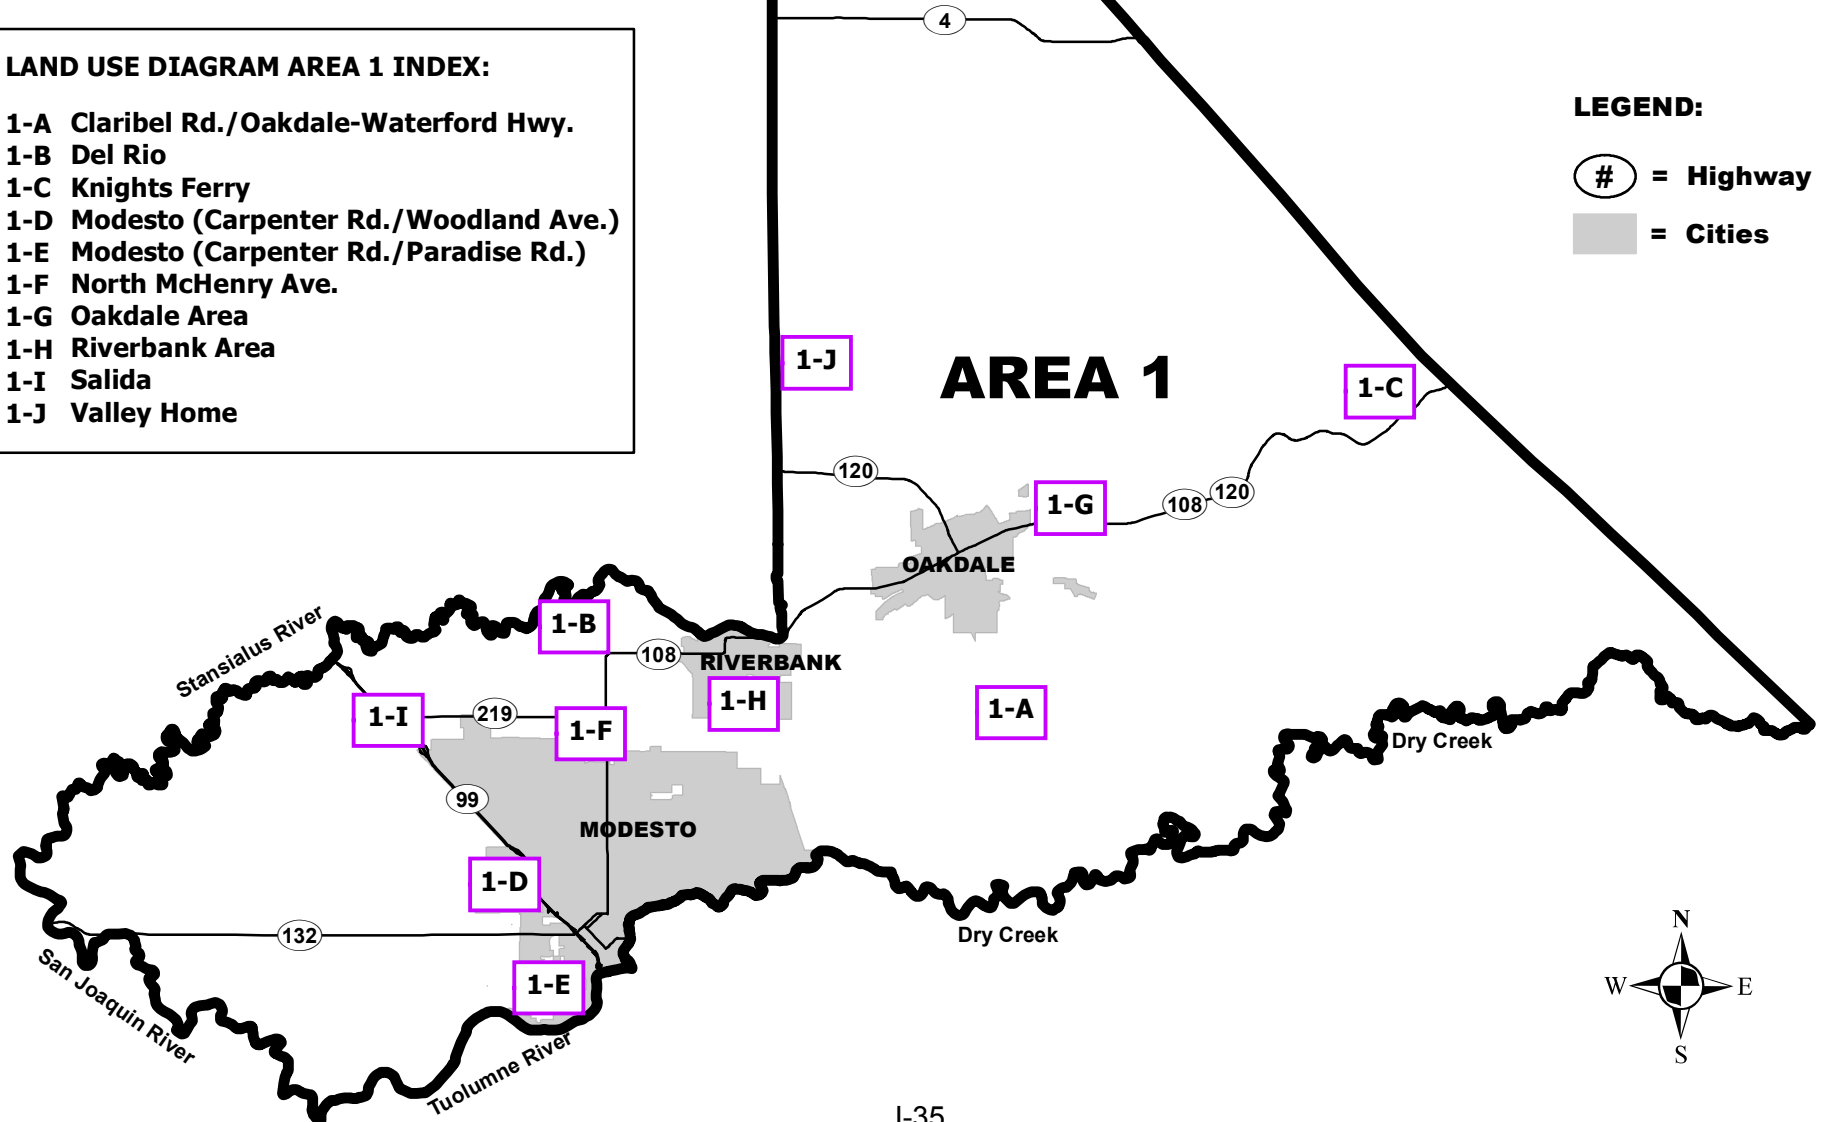 4
LAND USE DIAGRAM AREA 1 INDEX:
1-A Claribel Rd./Oakdale-Waterford Hwy.
1-B Del Rio
1-C Knights Ferry
1-D Modesto (Carpenter Rd./Woodland Ave.)
1-E Modesto (Carpenter Rd./Paradise Rd.)
1-F North McHenry Ave.
1-G Oakdale Area
1-H Riverbank Area
1-I Salida
1-J Valley Home
LEGEND:
# = Highway
= Cities
1-J
AREA 1
1-C
120
1-G
108
120
OAKDALE
Stansialus River
1-B
108
RIVERBANK
1-H
1-A
1-I
219
1-F
Dry Creek
99
MODESTO
1-D
132
Dry Creek
San Joaquin River
1-E
Tuolumne River
N
W
E
S
I-35